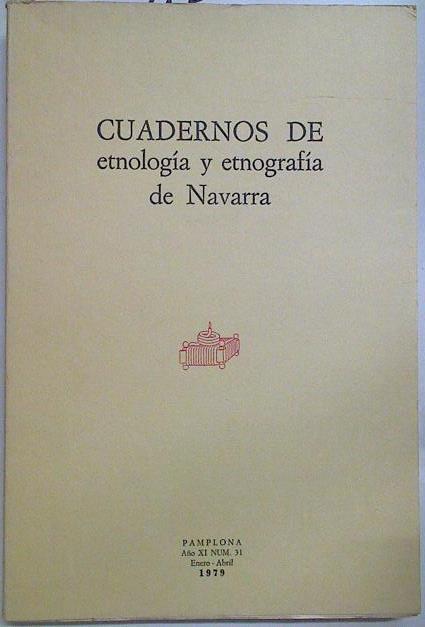 CUADERNOS DE
etnología y etnografía
de Navarra
PAMPLONA
Año XI NUM. 31
Enero - Abril
1979